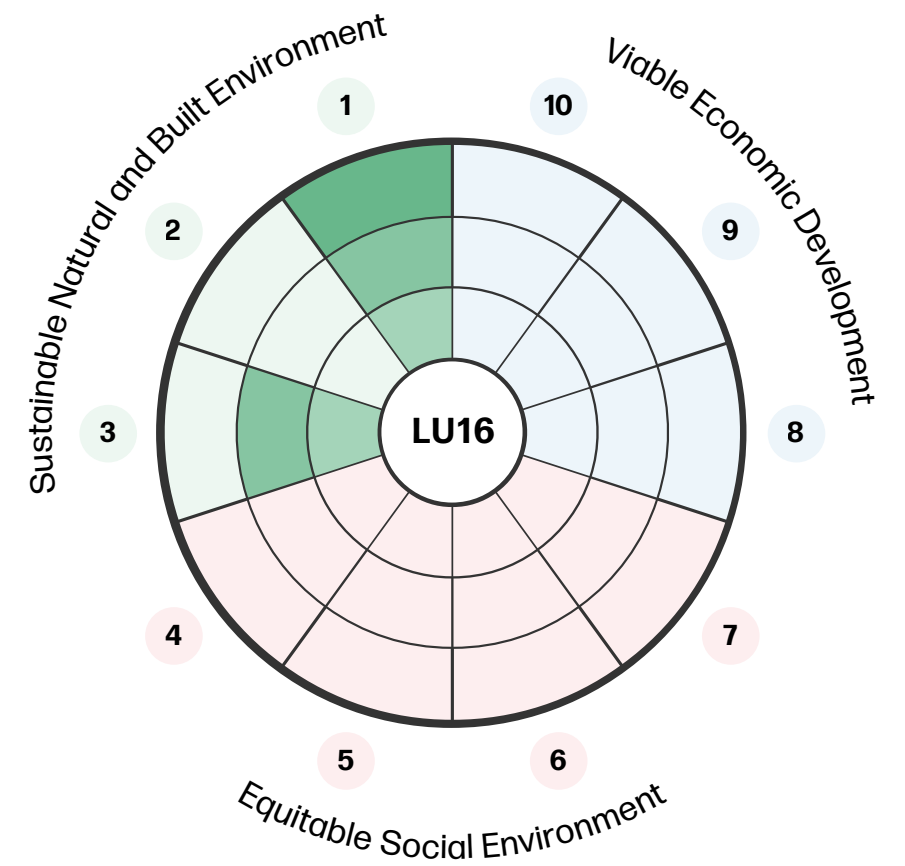 Sustainable Natural and Built Environment
Viable Economic Development
1
10
2
9
3
LU16
8
4
7
5
6
Equitable Social Environment